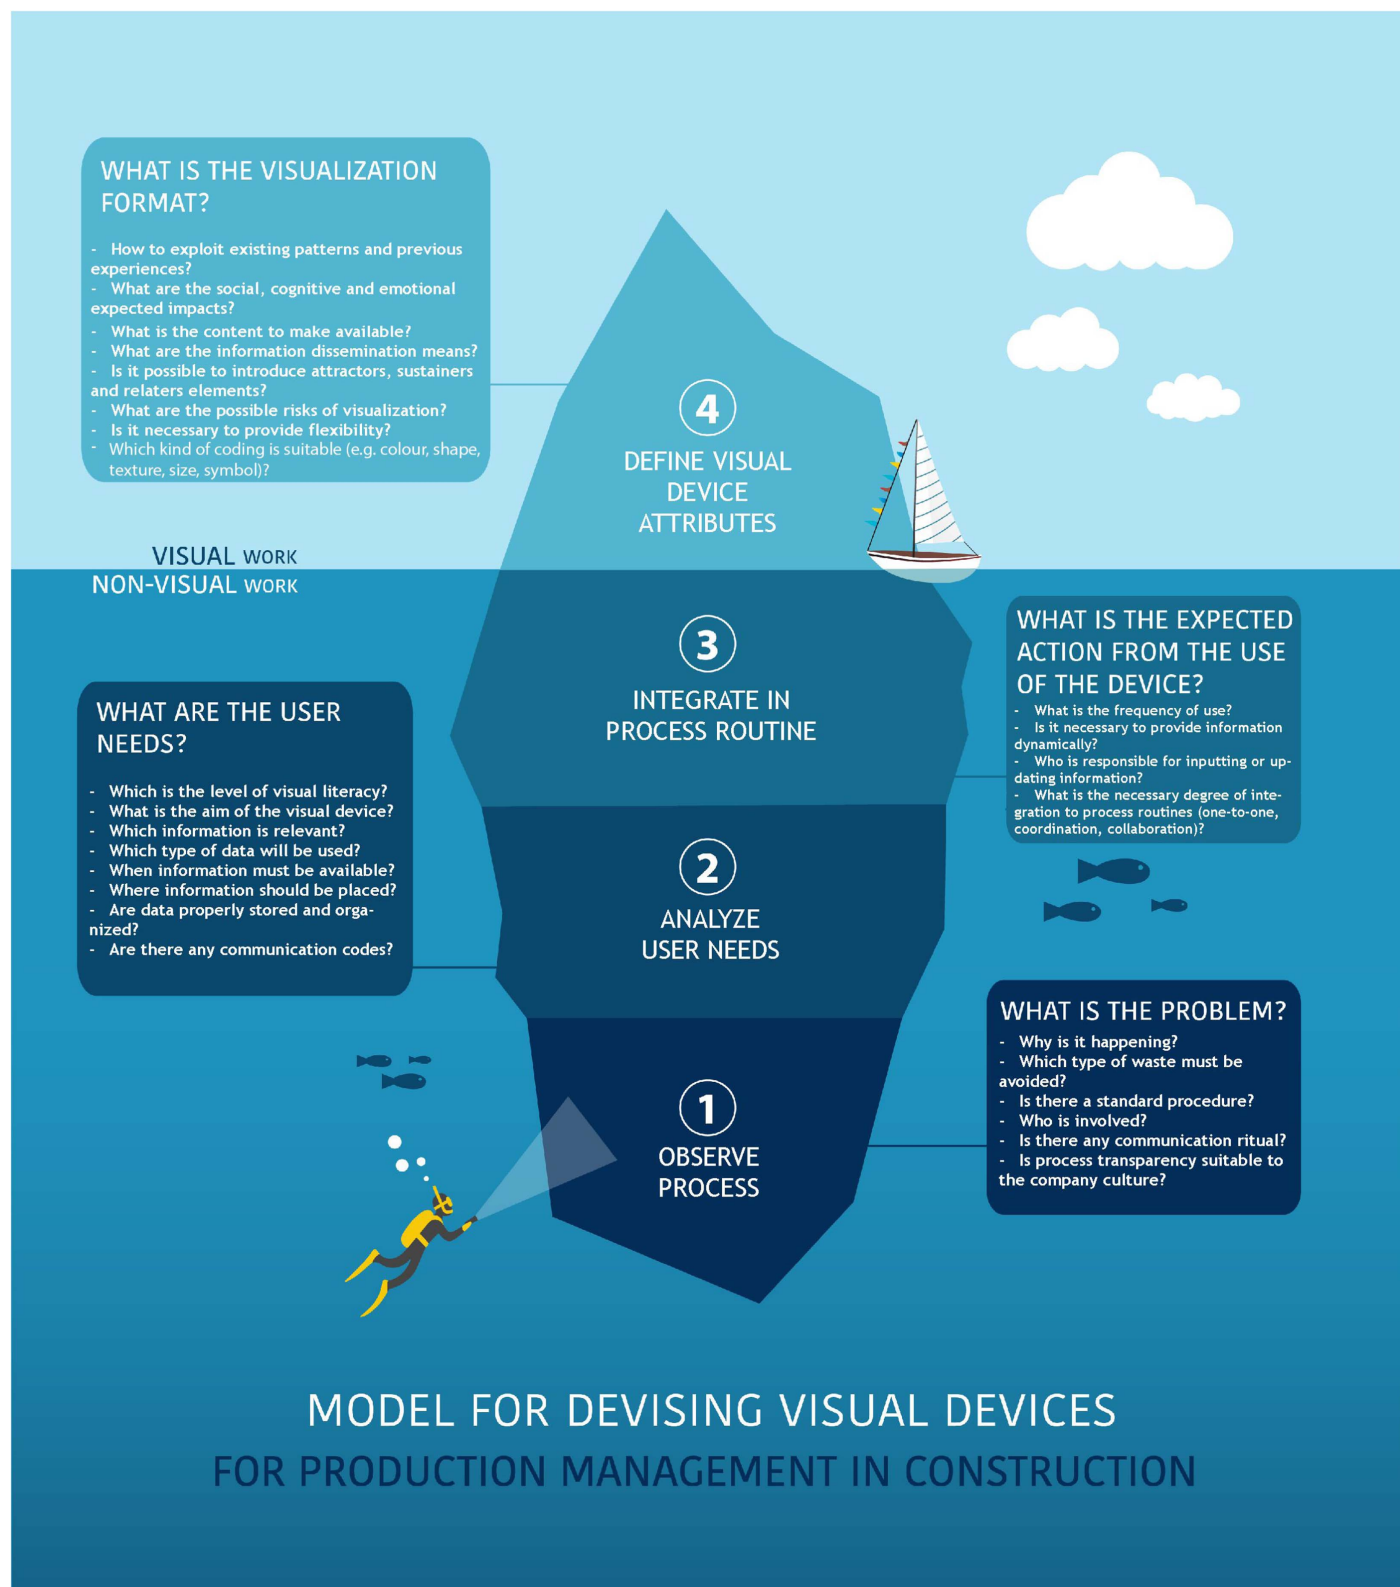 WHAT IS THE VISUALIZATION
FORMAT?
- How to exploit existing patterns and previous
experiences?
- What are the social, cognitive and emotional
expected impacts?
- What is the content to make available?
- What are the information dissemination means?
- Is it possible to introduce attractors, sustainers
and relaters elements?
- What are the possible risks of visualization?
- Is it necessary to provide flexibility?
- Which kind of coding is suitable (e.g. colour, shape,
texture, size, symbol)?
4
DEFINE VISUAL
DEVICE
ATTRIBUTES
VISUAL WORK
NON-VISUAL WORK
3
INTEGRATE IN
PROCESS ROUTINE
WHAT IS THE EXPECTED
ACTION FROM THE USE
OF THE DEVICE?
- What is the frequency of use?
- Is it necessary to provide information
dynamically?
- Who is responsible for inputting or up-
dating information?
- What is the necessary degree of inte-
gration to process routines (one-to-one,
coordination, collaboration)?
WHAT ARE THE USER
NEEDS?
- Which is the level of visual literacy?
- What is the aim of the visual device?
- Which information is relevant?
- Which type of data will be used?
- When information must be available?
- Where information should be placed?
- Are data properly stored and orga-
nized?
- Are there any communication codes?
2
ANALYZE
USER NEEDS
WHAT IS THE PROBLEM?
- Why is it happening?
- Which type of waste must be
avoided?
- Is there a standard procedure?
- Who is involved?
- Is there any communication ritual?
- Is process transparency suitable to
the company culture?
1
OBSERVE
PROCESS
MODEL FOR DEVISING VISUAL DEVICES
FOR PRODUCTION MANAGEMENT IN CONSTRUCTION